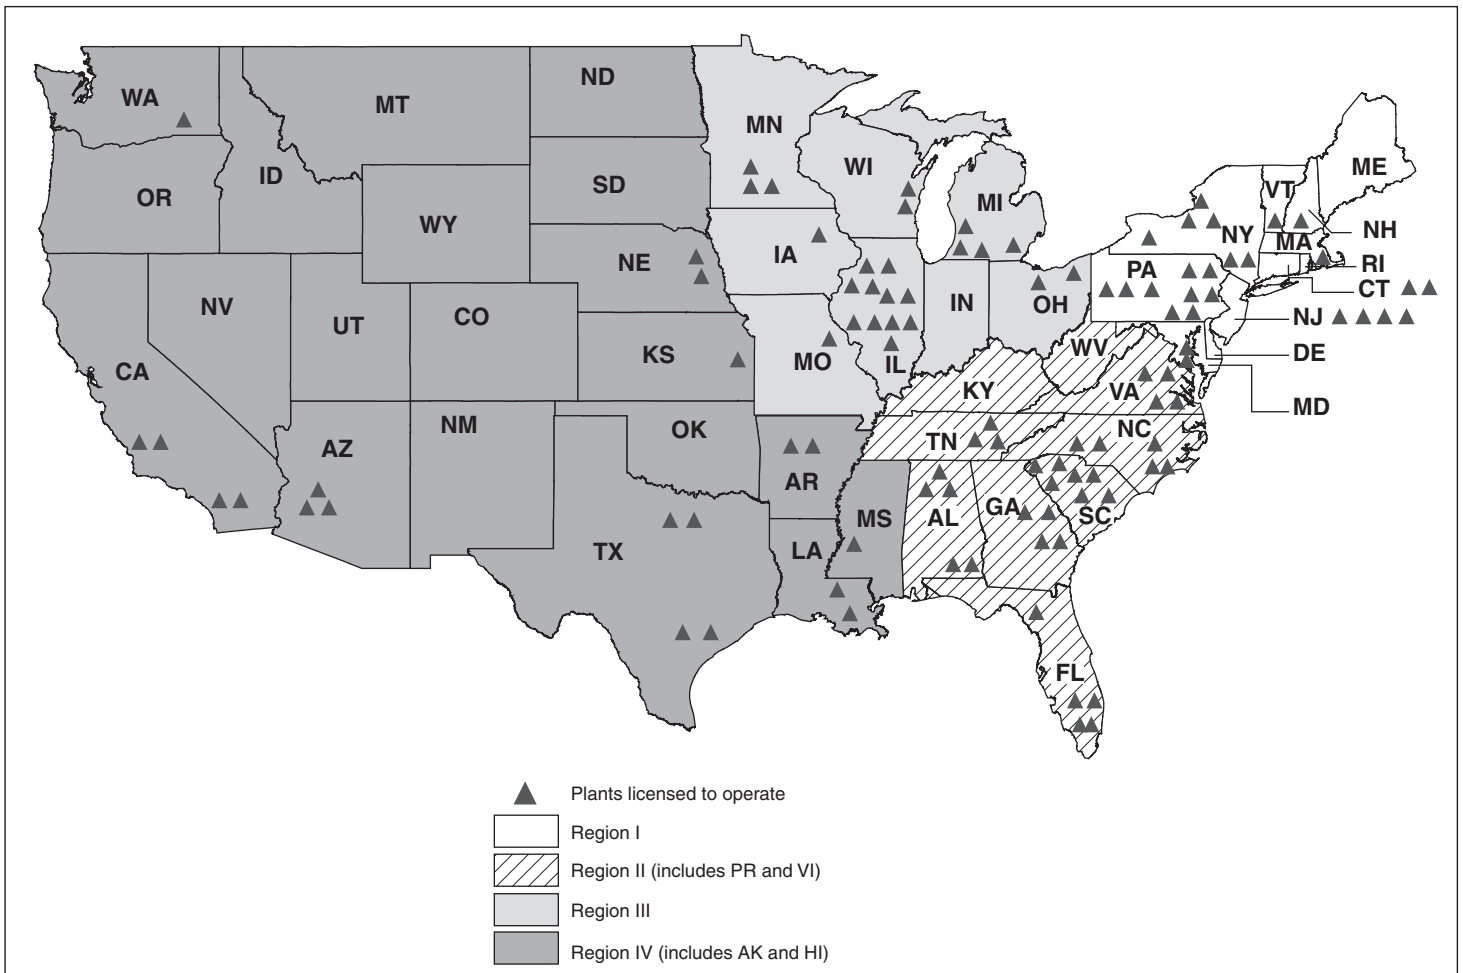 ND
WA
MT
MN
ME
WI
ID
VT
SD
OR
MI
WY
NH
NY
MA
IA
NE
RI
PA
CT
IN
OH
NV
CO
NJ
UT
WV
DE
KS
MO
IL
CA
KY
VA
MD
NM
OK
NC
TN
AZ
AR
GA
SC
AL
MS
TX
LA
FL
Plants licensed to operate
Region I
Region II (includes PR and VI)
Region III
Region IV (includes AK and HI)